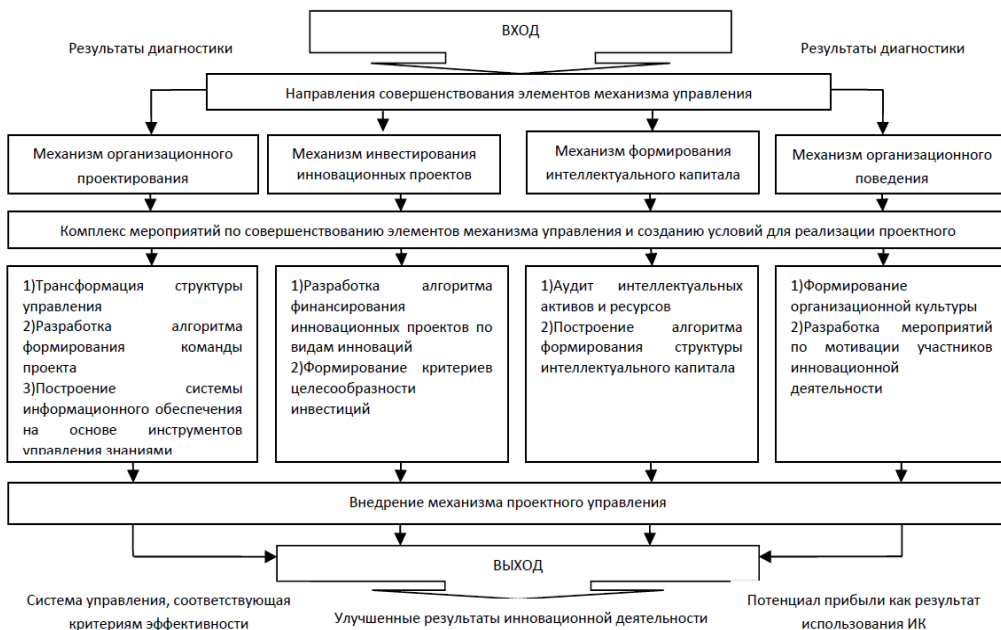 ВХОД
Результаты диагностики
Результаты диагностики
Направления совершенствования элементов механизма управления
Механизм организационного
проектирования
Механизм инвестирования
инновационных проектов
Механизм формирования
интеллектуального капитала
Механизм организационного
поведения
Комплекс мероприятий по совершенствованию элементов механизма управления и созданию условий для реализации проектного
1)Трансформация структуры
управления
2)Разработка алгоритма
формирования команды
проекта
3)Построение системы
информационного обеспечения
на основе инструментов
управления знаниями
1)Разработка алгоритма
финансирования
инновационных проектов по
видам инноваций
2)Формирование критериев
целесообразности
инвестиций
1)Аудит интеллектуальных
активов и ресурсов
2)Построение алгоритма
формирования структуры
интеллектуального капитала
1)Формирование
организационной культуры
2)Разработка мероприятий
по мотивации участников
инновационной
деятельности
Внедрение механизма проектного управления
ВЫХОД
Система управления, соответствующая
критериям эффективности
Улучшенные результаты инновационной деятельности
Потенциал прибыли как результат
использования ИК